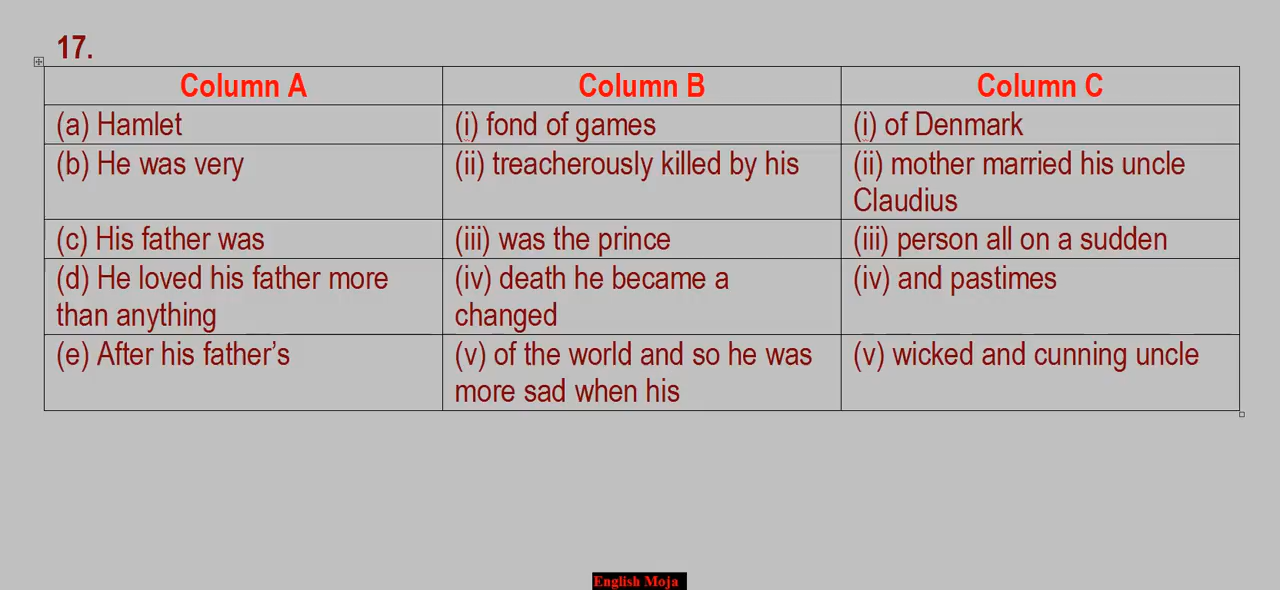 17.
Column A Column B Column C
(a) Hamlet (i) fond of games (i) of Denmark
(b) He was very (ii) treacherously killed by his (ii) mother married his uncle
Claudius
(c) His father was (iii) was the prince (iii) person all on a sudden
(d) He loved his father more (iv) death he became a (iv) and pastimes
than anything changed
(e) After his father’s (v) of the world and so he was (v) wicked and cunning uncle
more sad when his
English Moja